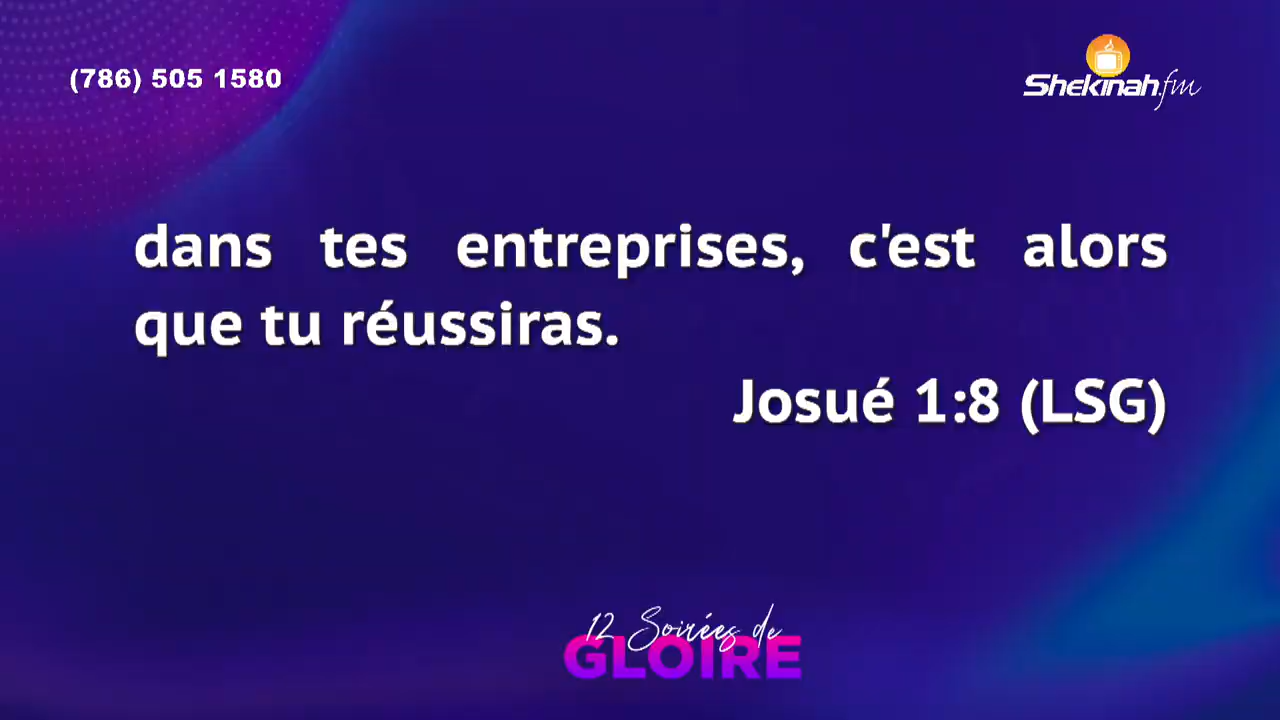 (786) 505 1580
Shekinah.fm
dans tes entreprises, c'est alors
que tu réussiras.
Josué 1:8 (LSG)
12 Soirées de
GLOIRE